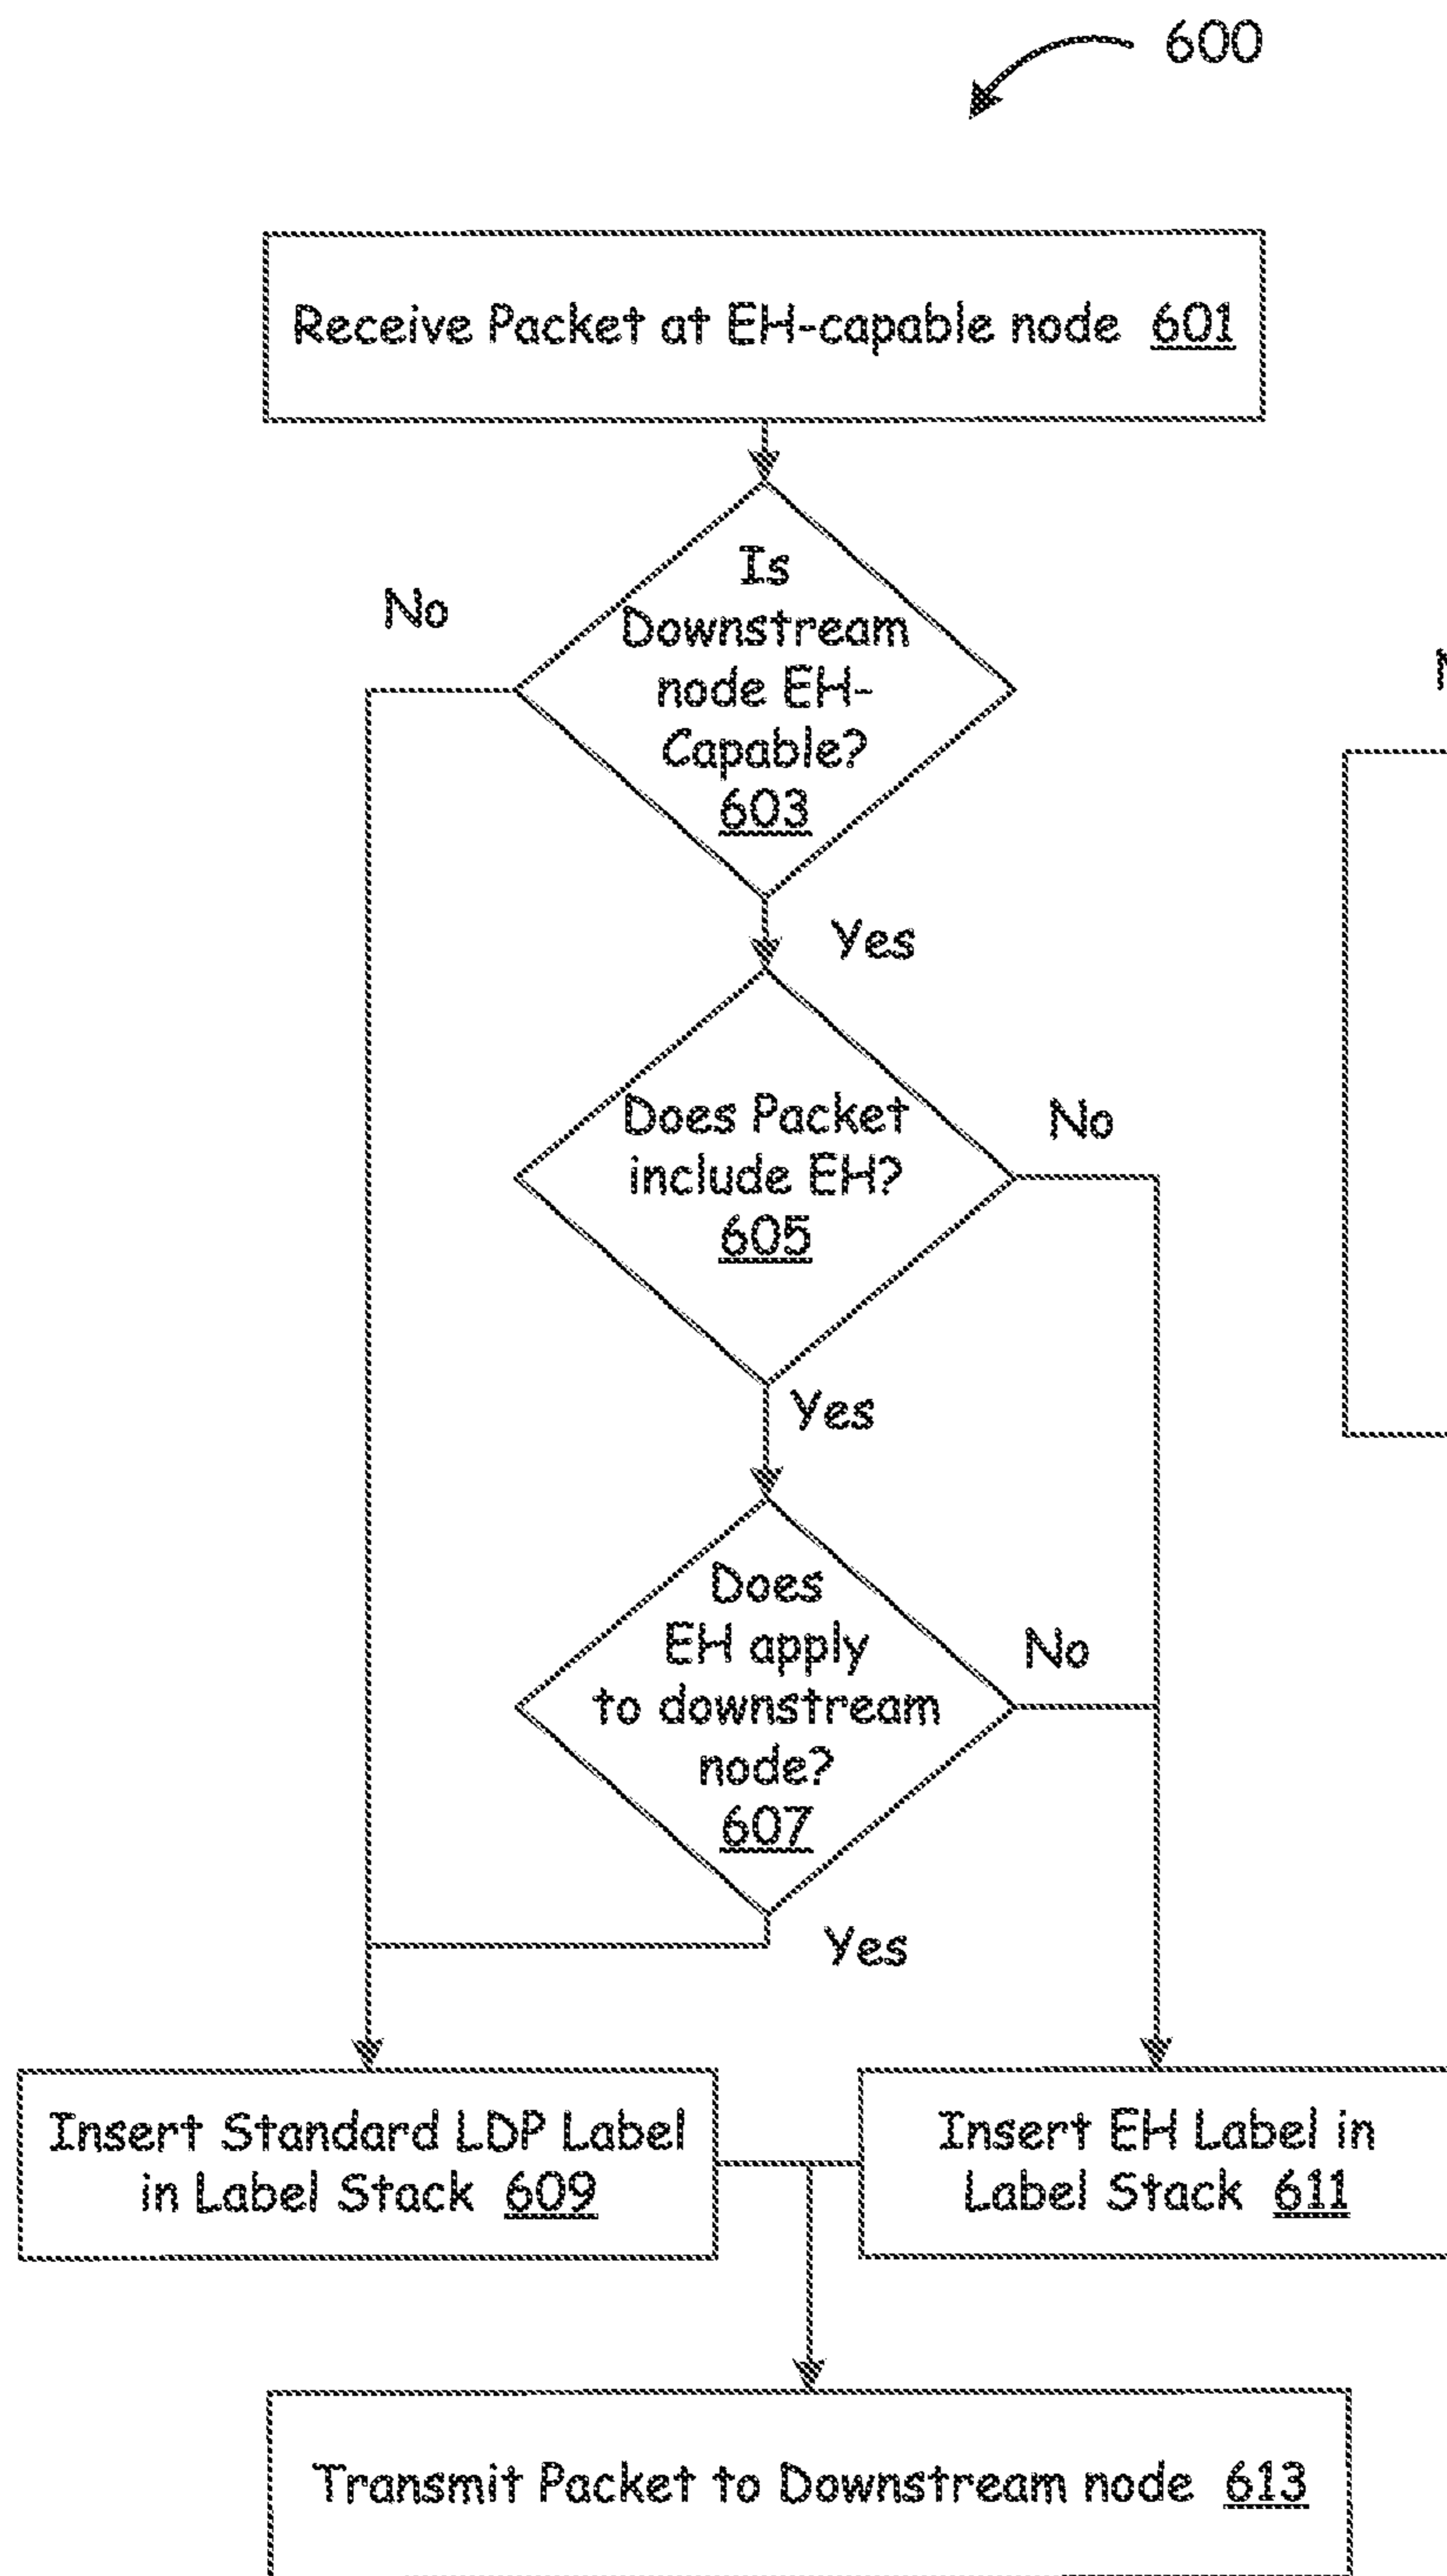 600
Receive Packet at EH-capable node 601
Is
Downstream
node EH-
Capable?
603
No
Yes
Does Packet
include EH?
605
No
Yes
Does
EH apply
to downstream
node?
607
No
Yes
Insert Standard LDP Label
in Label Stack 609
Insert EH Label in
Label Stack 611
Transmit Packet to Downstream node 613